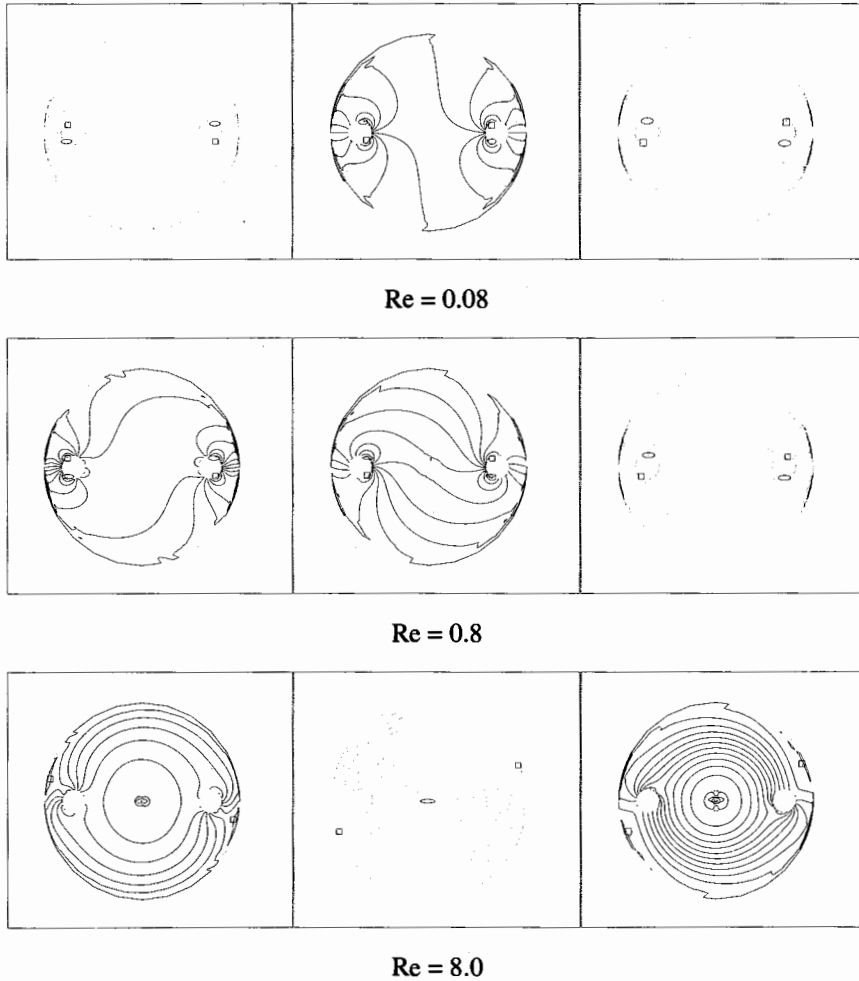 Re = 0.08
Re = 0.8
Re = 8.0